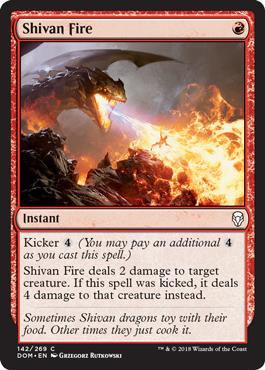 Shivan Fire
Instant
Kicker 4 (You may pay an additional 4
as you cast this spell.)
Shivan Fire deals 2 damage to target
creature. If this spell was kicked, it deals
4 damage to that creature instead.
Sometimes Shivan dragons toy with their
food. Other times they just cook it.
142/269 C
DOM • EN GRZEGORZ RUTKOWSKI
™ & © 2018 Wizards of the Coast